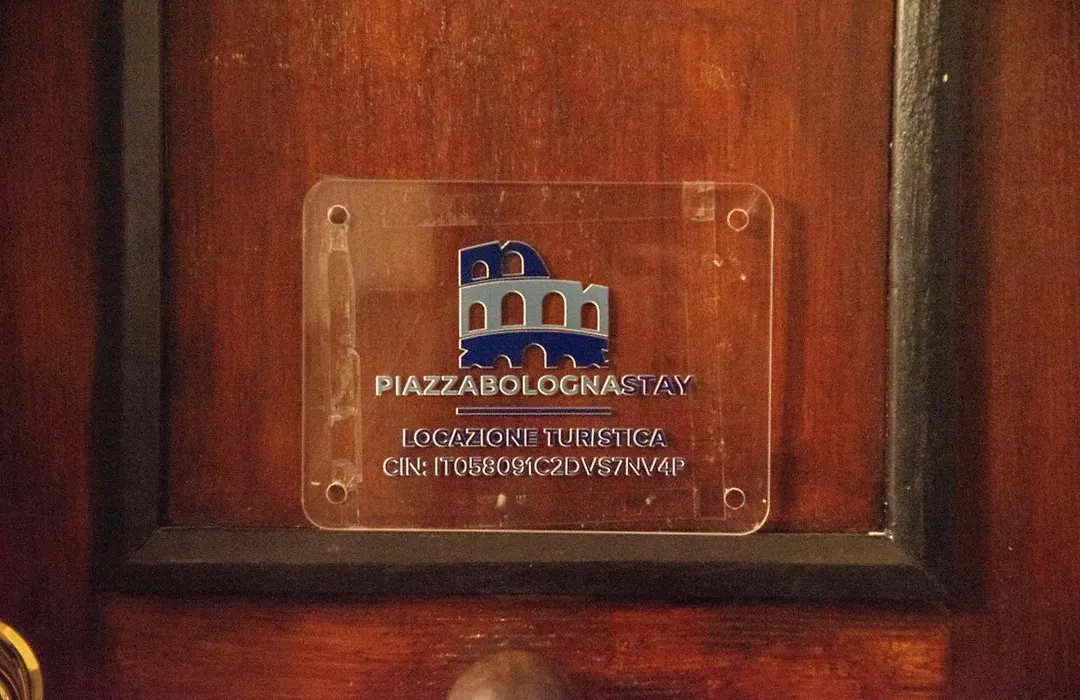 PIAZZABOLOGNASTAY
LOCAZIONE TURISTICA
CIN: IT058091C2DVS7NV4P